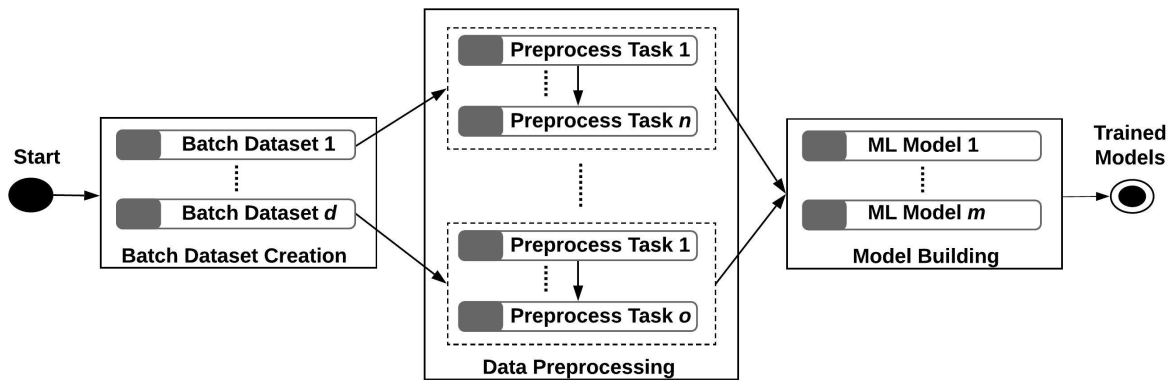 Start
Batch Dataset 1
Batch Dataset d
Batch Dataset Creation
Preprocess Task 1
Preprocess Task n
Preprocess Task 1
Preprocess Task o
Data Preprocessing
ML Model 1
ML Model m
Model Building
Trained
Models